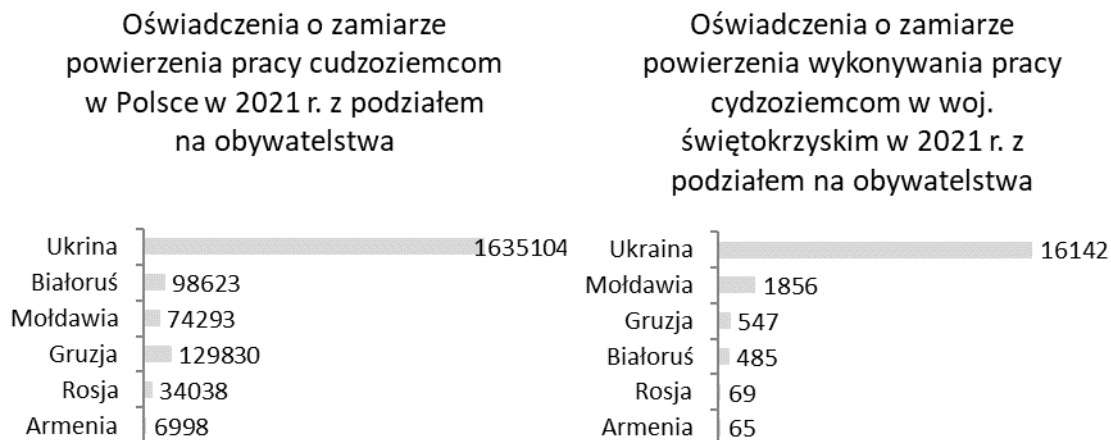 Oświadczenia o zamiarze
powierzenia pracy cudzoziemcom
w Polsce w 2021 r. z podziałem
na obywatelstwa
Ukrina 1635104
Białoruś 98623
Mołdawia 74293
Gruzja 129830
Rosja 34038
Armenia 6998
Oświadczenia o zamiarze
powierzenia wykonywania pracy
cydzoziemcom w woj.
świętokrzyskim w 2021 r. z
podziałem na obywatelstwa
Ukraina 16142
Mołdawia 1856
Gruzja 547
Białoruś 485
Rosja 69
Armenia 65